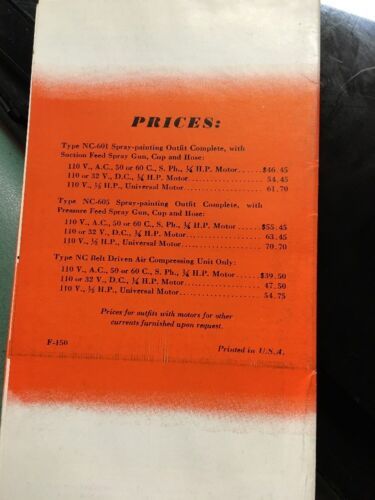 PRICES:
Type NC-601 Spray-painting Outfit Complete, with
Suction Feed Spray Gun, Cup and Hose:
110 V., A.C., 50 or 60 C., S. Ph., ¼ H.P. Motor.....$46.45
110 or 32 V., D.C., ¼ H.P. Motor................ 54.45
110 V., ½ H.P., Universal Motor................. 61.70
Type NC-605 Spray-painting Outfit Complete, with
Pressure Feed Spray Gun, Cup and Hose:
110 V., A.C., 50 or 60 C., S. Ph., ¼ H.P. Motor.....$55.45
110 or 32 V., D.C., ¼ H.P. Motor................ 63.45
110 V., ½ H.P., Universal Motor................. 70.70
Type NC Belt Driven Air Compressing Unit Only:
110 V., A.C., 50 or 60 C., S. Ph., ¼ H.P. Motor....$39.50
110 or 32 V., D.C., ¼ H.P. Motor................ 47.50
110 V., ½ H.P., Universal Motor................. 54.75
Prices for outfits with motors for other
currents furnished upon request.
F-150
Printed in U.S.A.